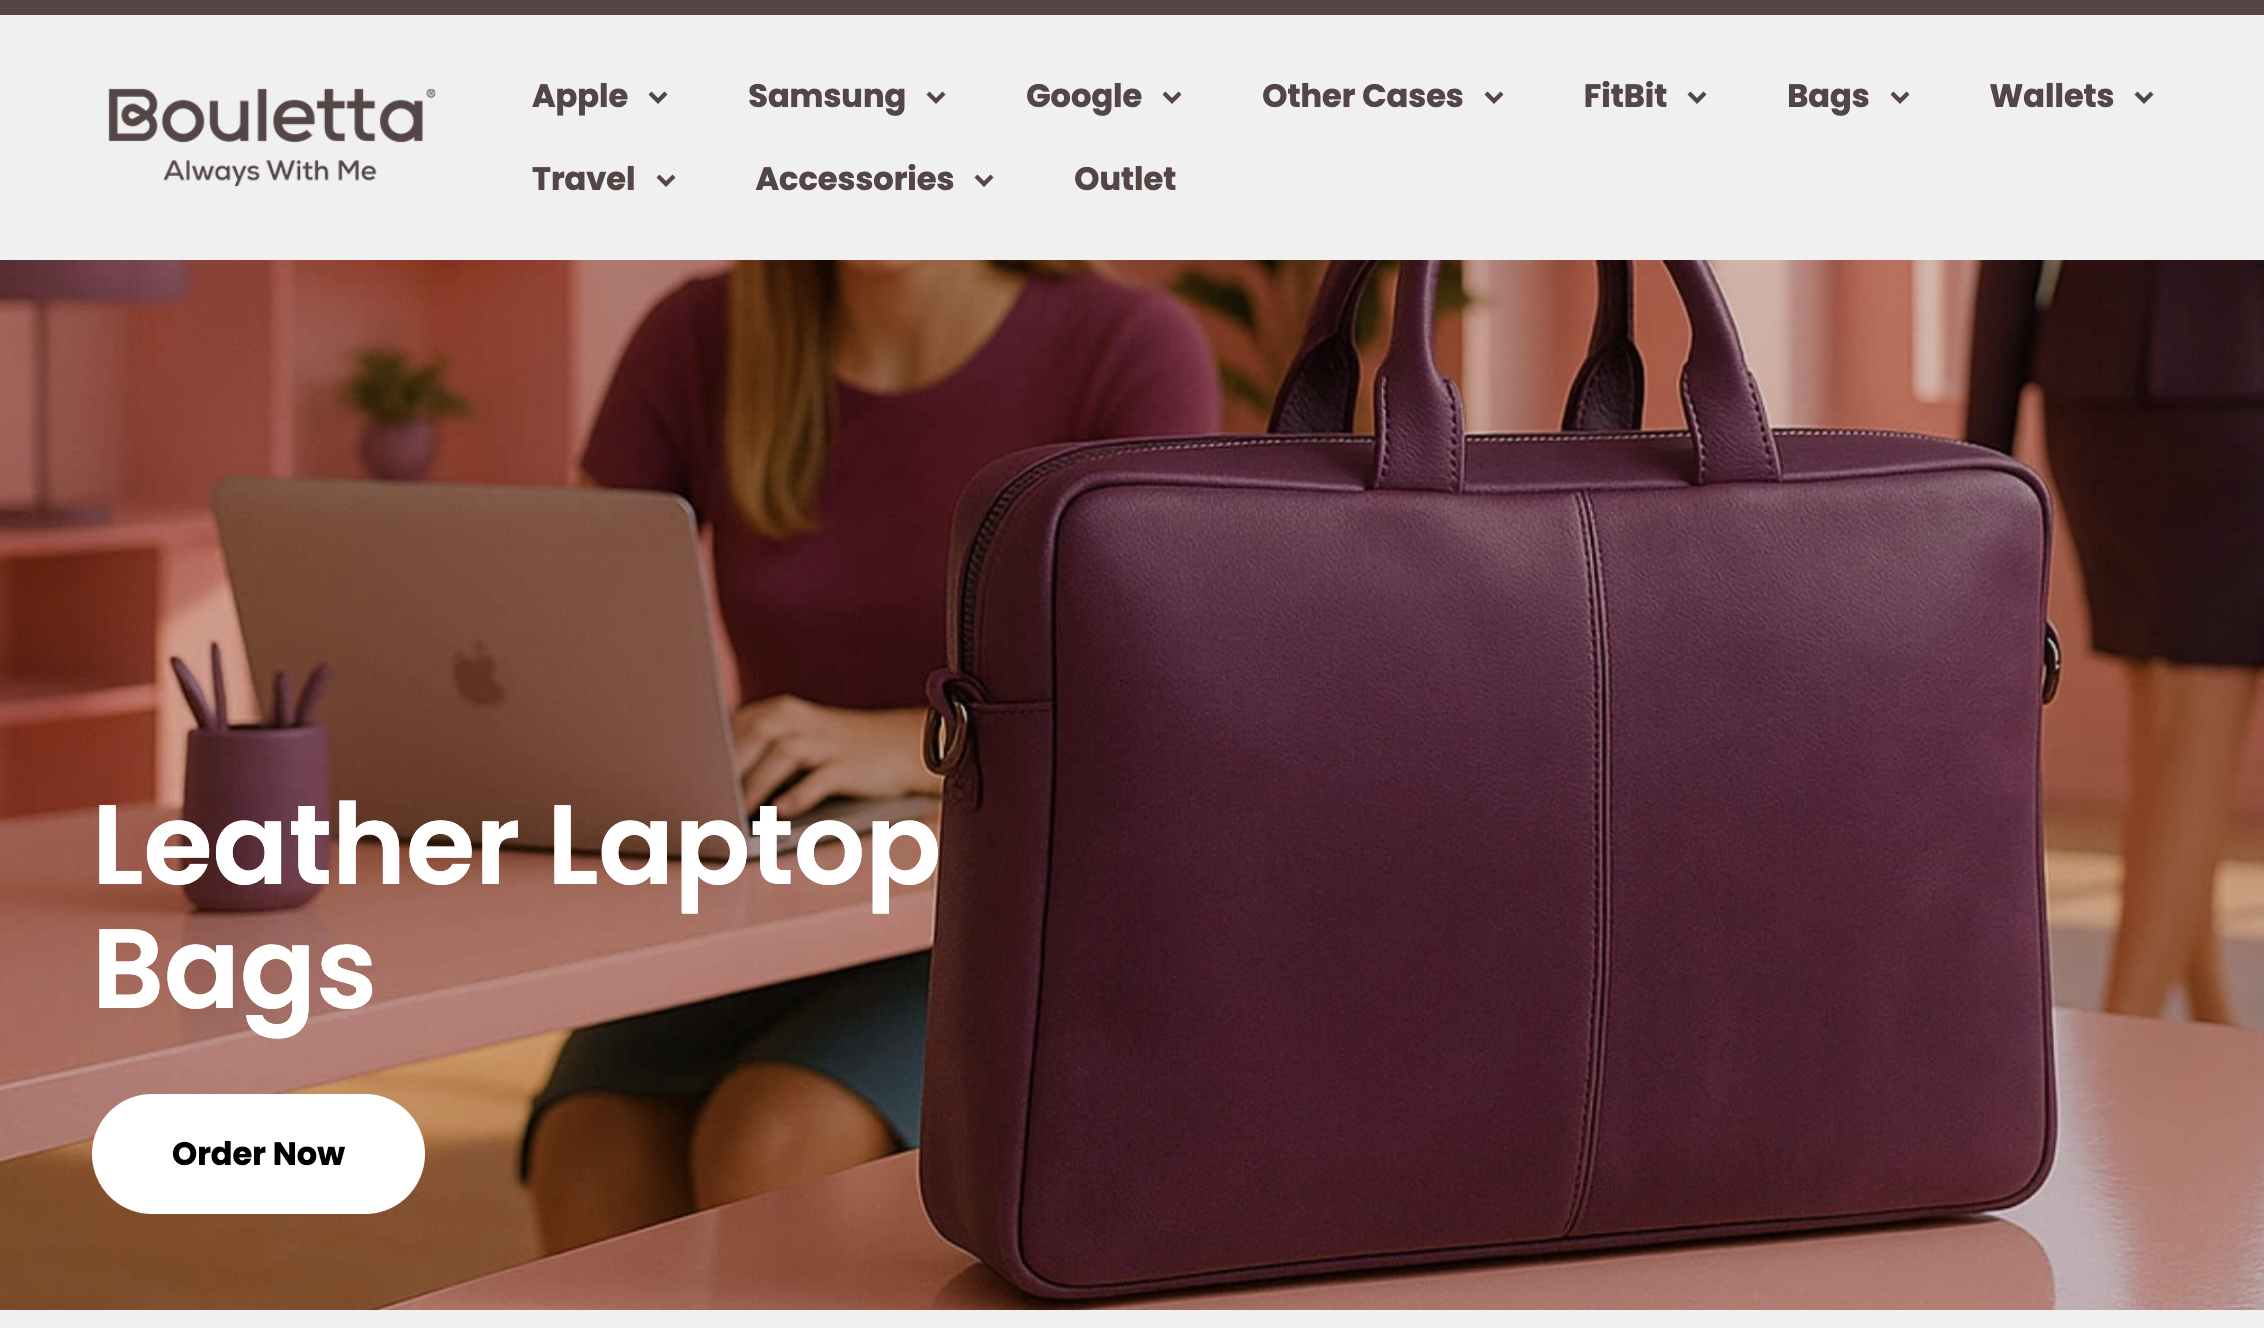 Bouletta®
Always With Me
Apple
Samsung
Google
Other Cases
FitBit
Bags
Wallets
Travel
Accessories
Outlet
Leather Laptop
Bags
Order Now